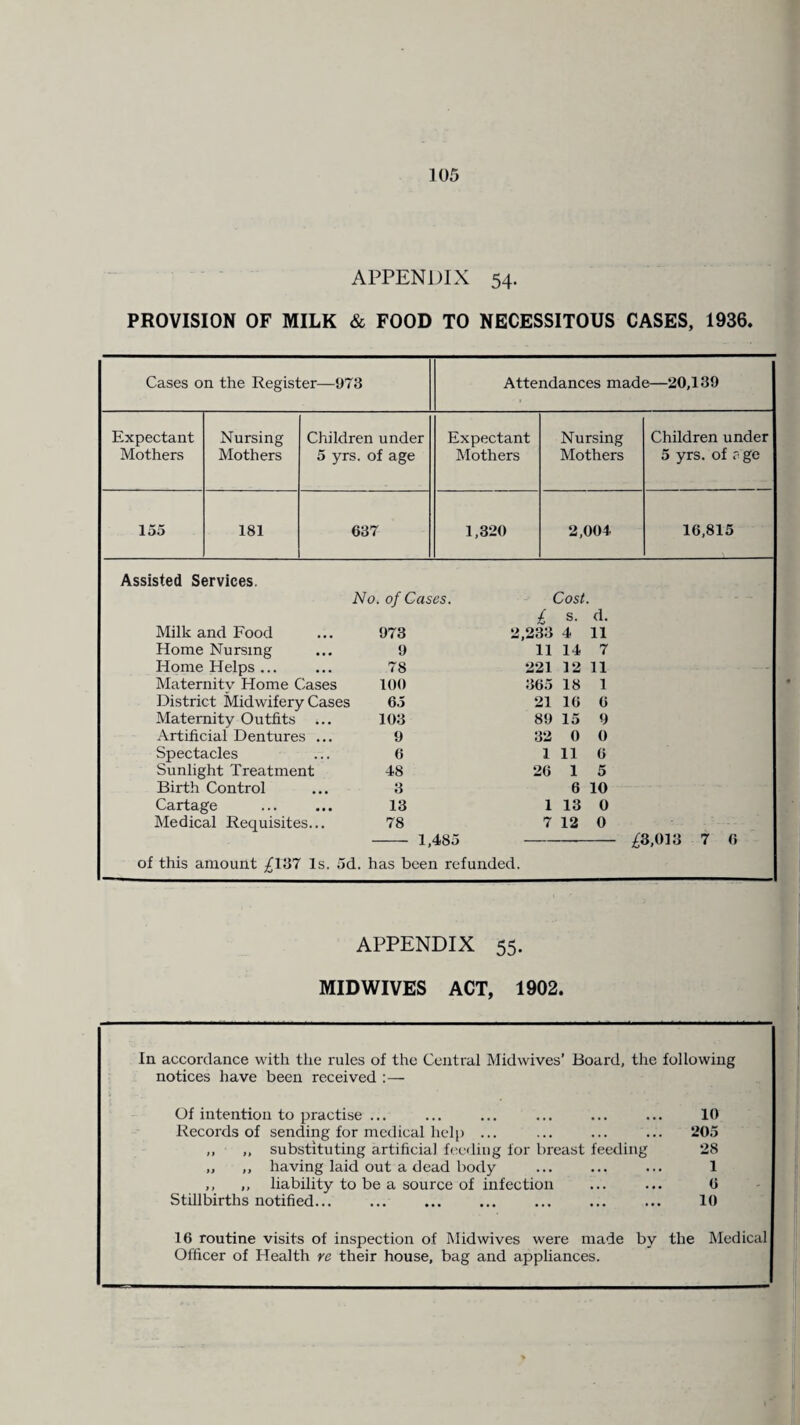 105
APPENDIX 54.
PROVISION OF MILK & FOOD TO NECESSITOUS CASES, 1936.
Cases on the Register—973 Attendances made—20,139
Expectant Mothers Nursing Mothers Children under 5 yrs. of age Expectant Mothers Nursing Mothers Children under 5 yrs. of age
155 181 637 1,320 2,004 16,815
Assisted Services.
No. of Cases. Cost.
£ s. d.
Milk and Food ... 973 2,233 4 11
Home Nursing ... 9 11 14 7
Home Helps ... ... 78 221 12 11
Maternity Home Cases 100 365 18 1
District Midwifery Cases 65 21 16 6
Maternity Outfits ... 103 89 15 9
Artificial Dentures ... 9 32 0 0
Spectacles ... 6 1 11 6
Sunlight Treatment 48 26 1 5
Birth Control ... 3 6 10
Cartage ... ... 13 1 13 0
Medical Requisites... 78 7 12 0
—— 1,485 ———— £3,013 7 6
of this amount £137 1s. 5d. has been refunded.
APPENDIX 55.
MIDWIVES ACT, 1902.
In accordance with the rules of the Central Midwives' Board, the following
notices have been received :—
Of intention to practise ... ... ... ... ... ... 10
Records of sending for medical help ... ... ... ... 205
,, ,, substituting artificial feeding for breast feeding 28
,, ,, having laid out a dead body ... ... ... 1
,, ,, liability to be a source of infection ... ... 6
Stillbirths notified... ... ... ... ... ... ... 10
16 routine visits of inspection of Midwives were made by the Medical
Officer of Health re their house, bag and appliances.